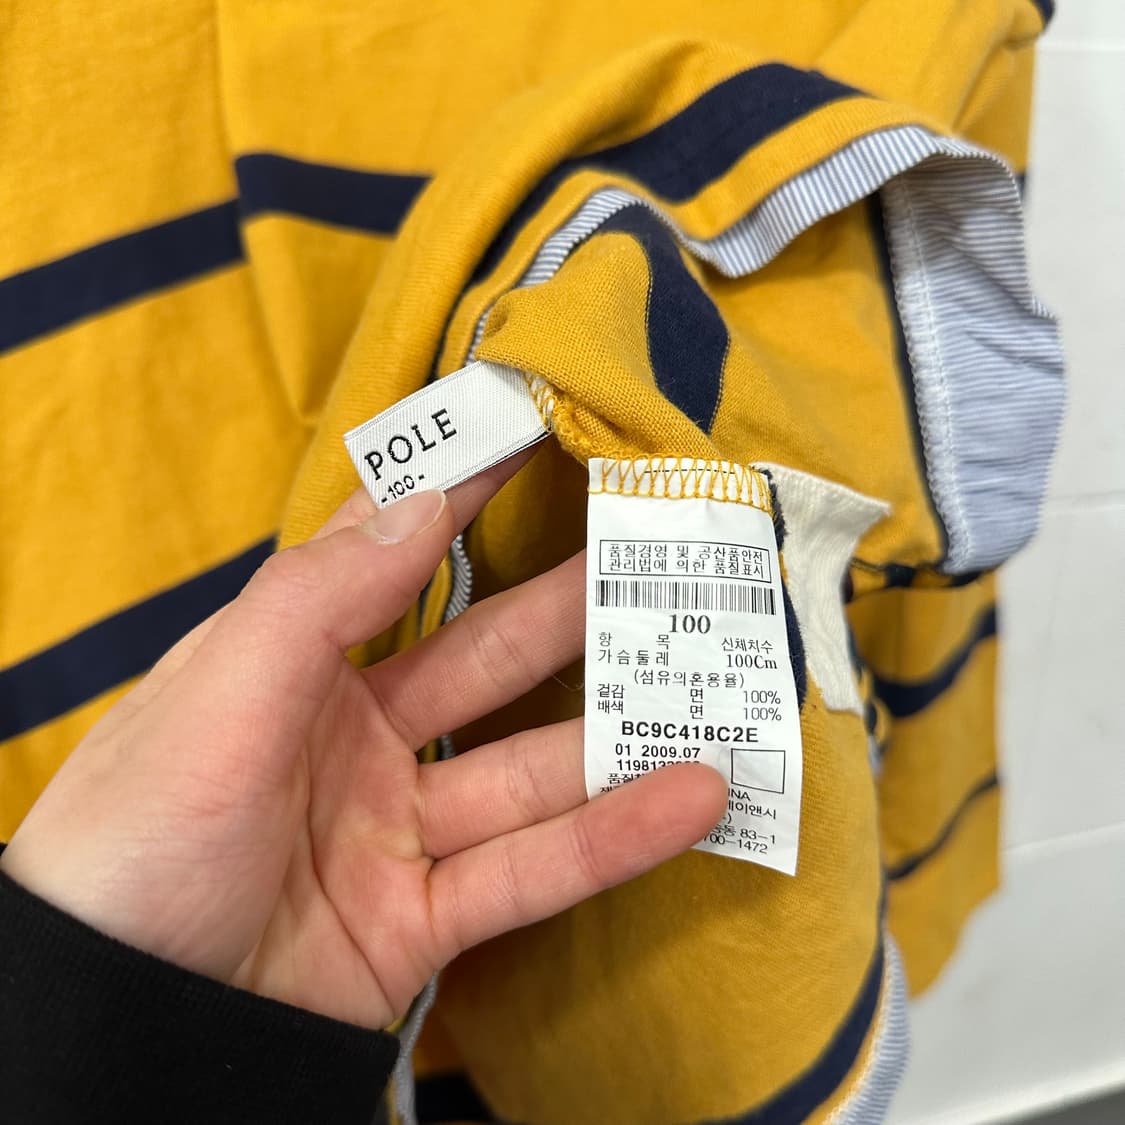 POLE
-100-
품질경영 및 공산품안전
관리법에 의한 품질표시
100
항 목 신체치수
가슴둘레 100Cm
(섬유의혼용율)
겉감 면 100%
배색 면 100%
BC9C418C2E
01 2009.07
83-1